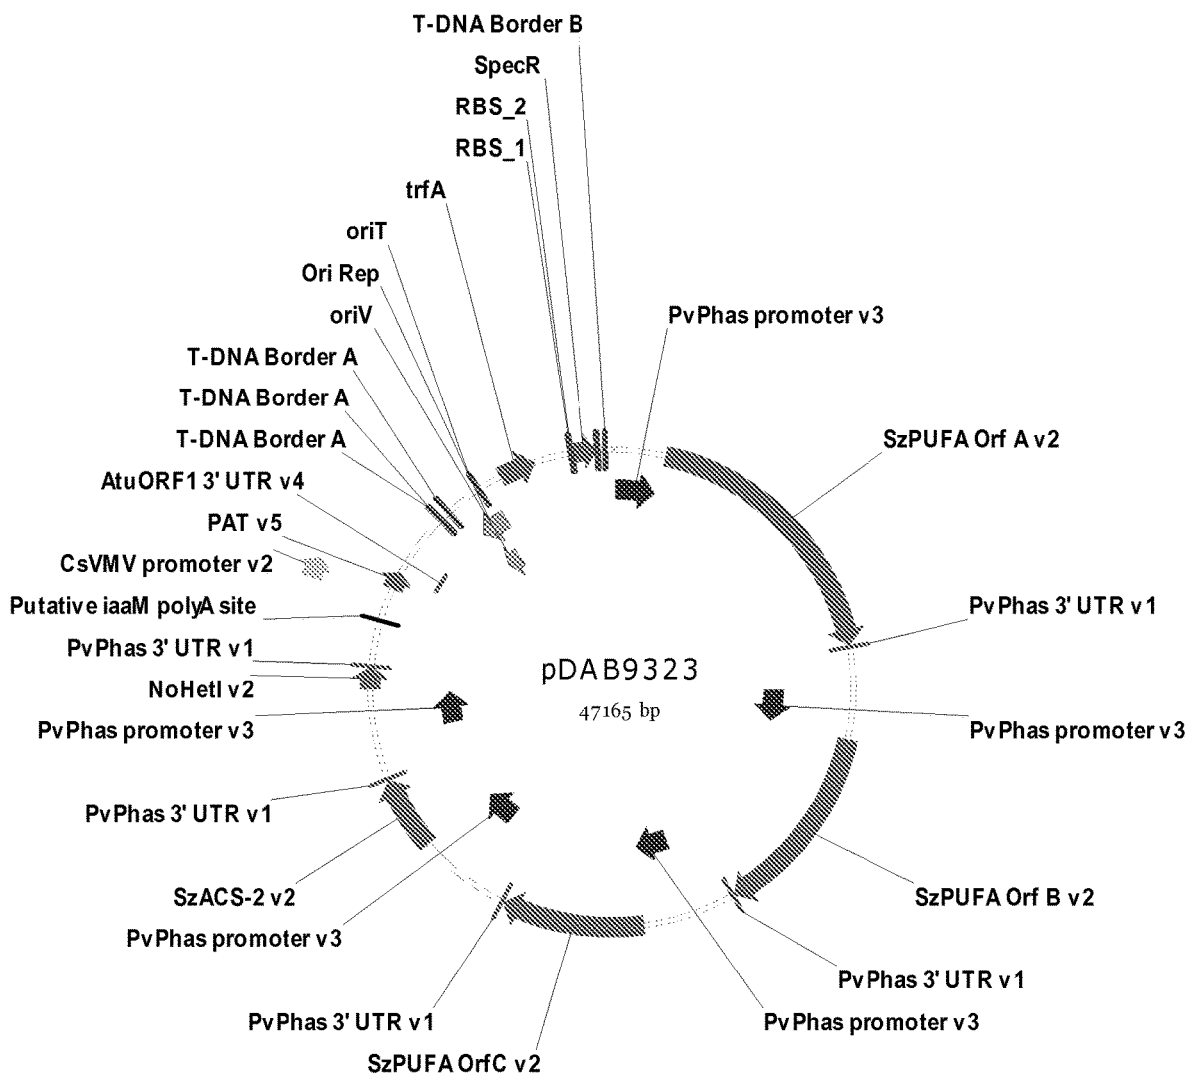 T-DNA Border B
SpecR
RBS_2
RBS_1
trfA
oriT
Ori Rep
oriV
T-DNA Border A
T-DNA Border A
T-DNA Border A
AtuORF1 3' UTR v4
PAT v5
CsVMV promoter v2
Putative iaaM polyA site
PvPhas 3' UTR v1
NoHetI v2
PvPhas promoter v3
PvPhas 3' UTR v1
SzACS-2 v2
PvPhas promoter v3
PvPhas 3' UTR v1
SzPUFA OrfC v2
PvPhas promoter v3
SzPUFA Orf A v2
PvPhas 3' UTR v1
PvPhas promoter v3
SzPUFA Orf B v2
PvPhas 3' UTR v1
PvPhas promoter v3
pDAB9323
47165 bp